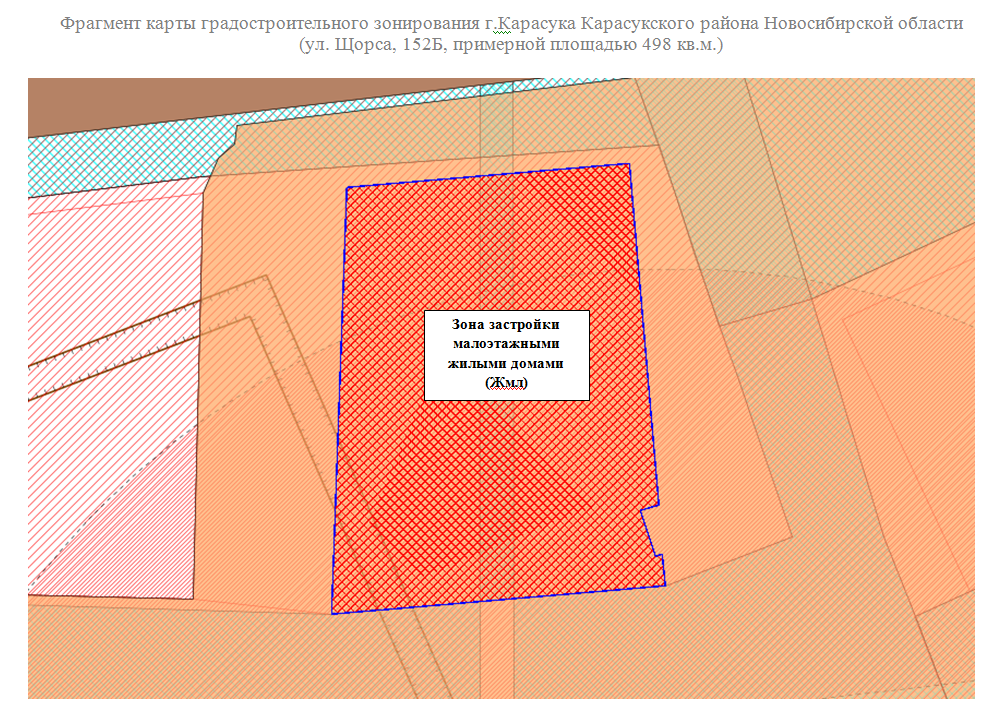 Фрагмент карты градостроительного зонирования г.Карасука Карасукского района Новосибирской области
(ул. Щорса, 152Б, примерной площадью 498 кв.м.)
Зона застройки
малоэтажными
жилыми домами
(Жмл)